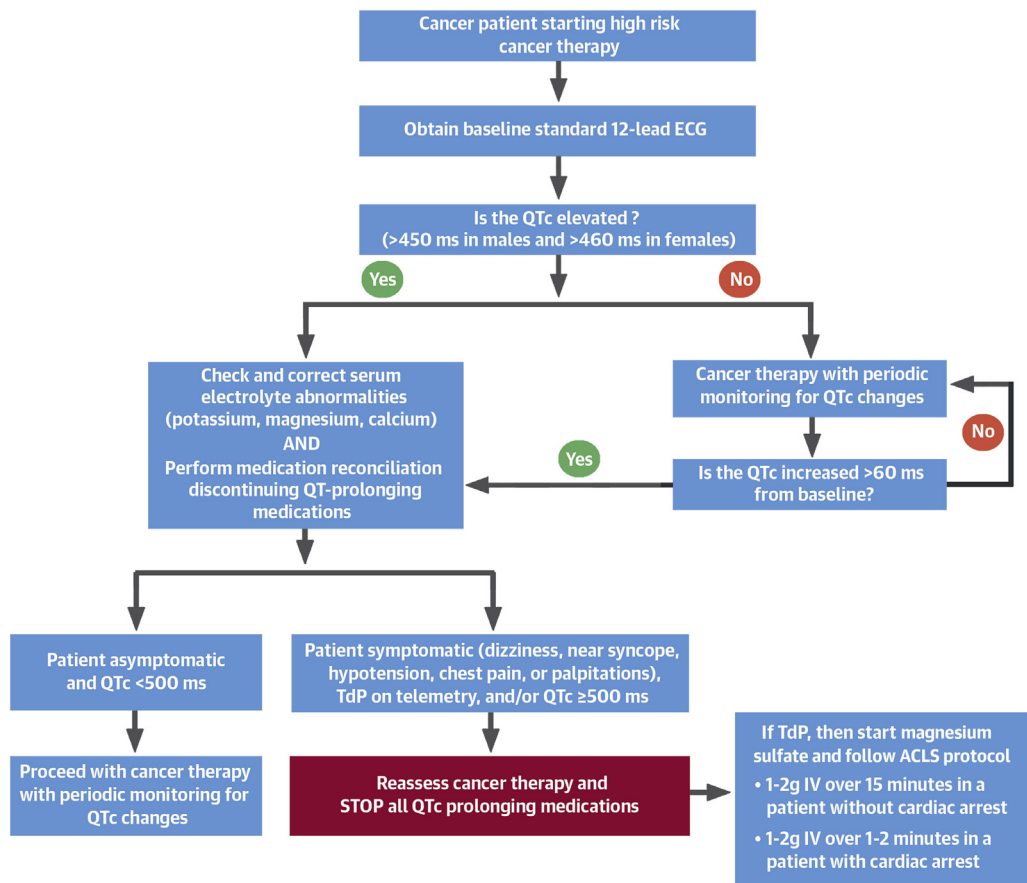 Cancer patient starting high risk
cancer therapy
Obtain baseline standard 12-lead ECG
Is the QTc elevated ?
(>450 ms in males and >460 ms in females)
Yes
No
Check and correct serum
electrolyte abnormalities
(potassium, magnesium, calcium)
AND
Perform medication reconciliation
discontinuing QT-prolonging
medications
Cancer therapy with periodic
monitoring for QTc changes
No
Yes
Is the QTc increased >60 ms
from baseline?
Patient asymptomatic
and QTc <500 ms
Patient symptomatic (dizziness, near syncope,
hypotension, chest pain, or palpitations),
TdP on telemetry, and/or QTc ≥500 ms
Proceed with cancer therapy
with periodic monitoring for
QTc changes
Reassess cancer therapy and
STOP all QTc prolonging medications
If TdP, then start magnesium
sulfate and follow ACLS protocol
• 1-2g IV over 15 minutes in a
patient without cardiac arrest
• 1-2g IV over 1-2 minutes in a
patient with cardiac arrest